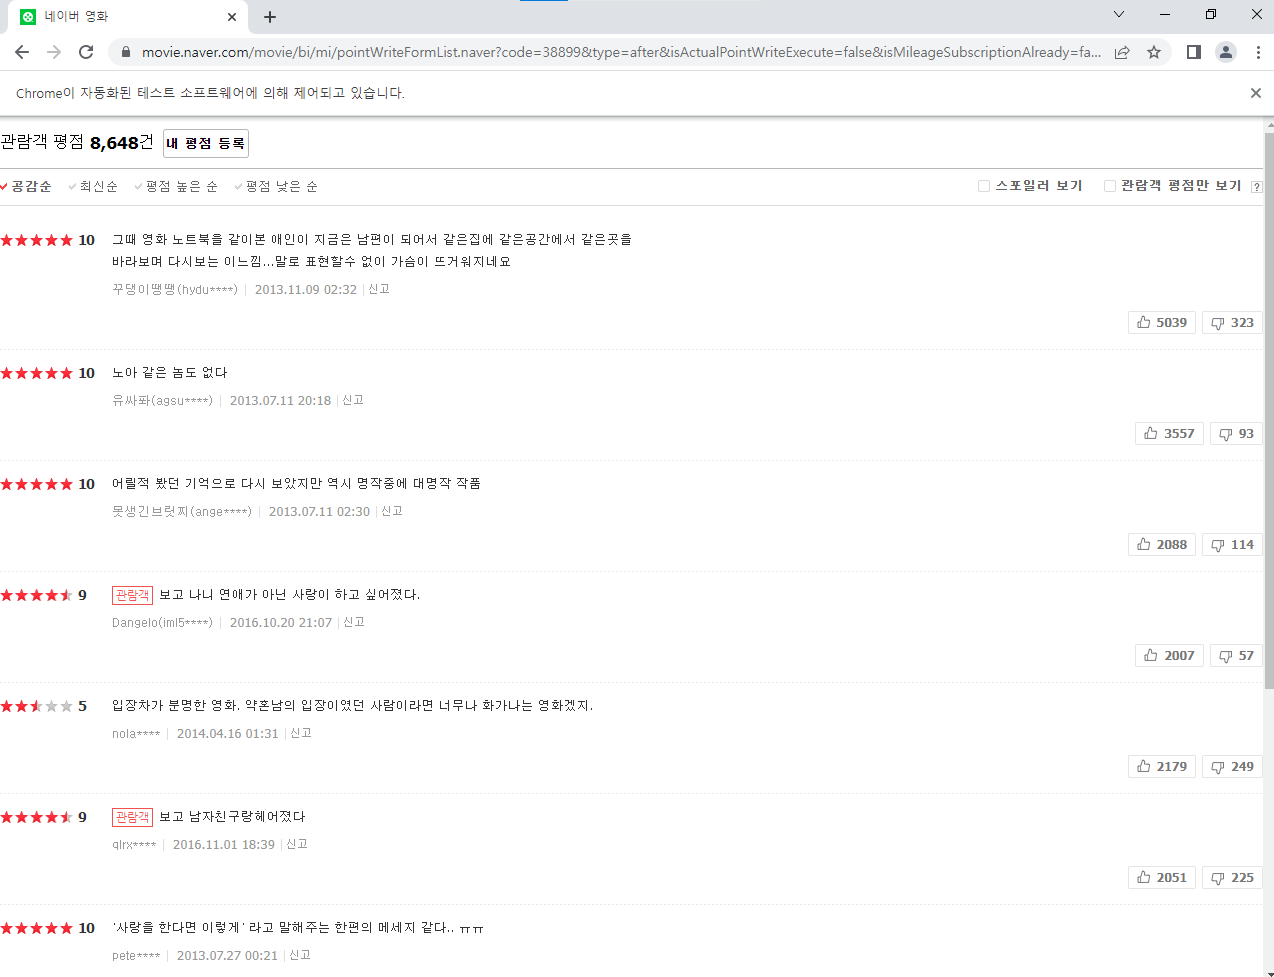 네이버 영화
movie.naver.com/movie/bi/mi/pointWriteFormList.naver?code=38899&type=after&isActualPointWriteExecute=false&isMileageSubscriptionAlready=fa...
Chrome이 자동화된 테스트 소프트웨어에 의해 제어되고 있습니다.
관람객 평점 8,648건 내 평점 등록
공감순 최신순 평점 높은 순 평점 낮은 순 스포일러 보기 관람객 평점만 보기 ?
10 그때 영화 노트북을 같이본 애인이 지금은 남편이 되어서 같은집에 같은공간에서 같은곳을
바라보며 다시보는 이느낌...말로 표현할수 없이 가슴이 뜨거워지네요
꾸댕이땡땡(hydu****) 2013.11.09 02:32 신고
5039 323
10 노아 같은 놈도 없다
유싸퐈(agsu****) 2013.07.11 20:18 신고
3557 93
10 어릴적 봤던 기억으로 다시 보았지만 역시 명작중에 대명작 작품
못생긴브릿찌(ange****) 2013.07.11 02:30 신고
2088 114
9 관람객 보고 나니 연애가 아닌 사랑이 하고 싶어졌다.
Dangelo(iml5****) 2016.10.20 21:07 신고
2007 57
5 입장차가 분명한 영화. 약혼남의 입장이였던 사람이라면 너무나 화가나는 영화겠지.
nola**** 2014.04.16 01:31 신고
2179 249
9 관람객 보고 남자친구랑헤어졌다
qlrx**** 2016.11.01 18:39 신고
2051 225
10 '사랑을 한다면 이렇게' 라고 말해주는 한편의 메세지 같다.. ㅠㅠ
pete**** 2013.07.27 00:21 신고